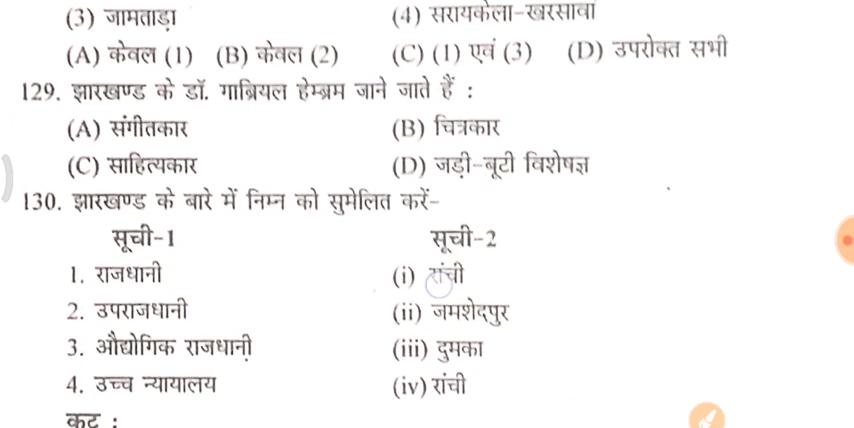 (3) जामताड़ा (4) सरायकेला-खरसावां
(A) केवल (1) (B) केवल (2) (C) (1) एवं (3) (D) उपरोक्त सभी
129. झारखण्ड के डॉ. गाब्रियल हेम्ब्रम जाने जाते हैं :
(A) संगीतकार (B) चित्रकार
(C) साहित्यकार (D) जड़ी-बूटी विशेषज्ञ
130. झारखण्ड के बारे में निम्न को सुमेलित करें-
सूची-1 सूची-2
1. राजधानी (i) रांची
2. उपराजधानी (ii) जमशेदपुर
3. औद्योगिक राजधानी (iii) दुमका
4. उच्च न्यायालय (iv) रांची
कूट :